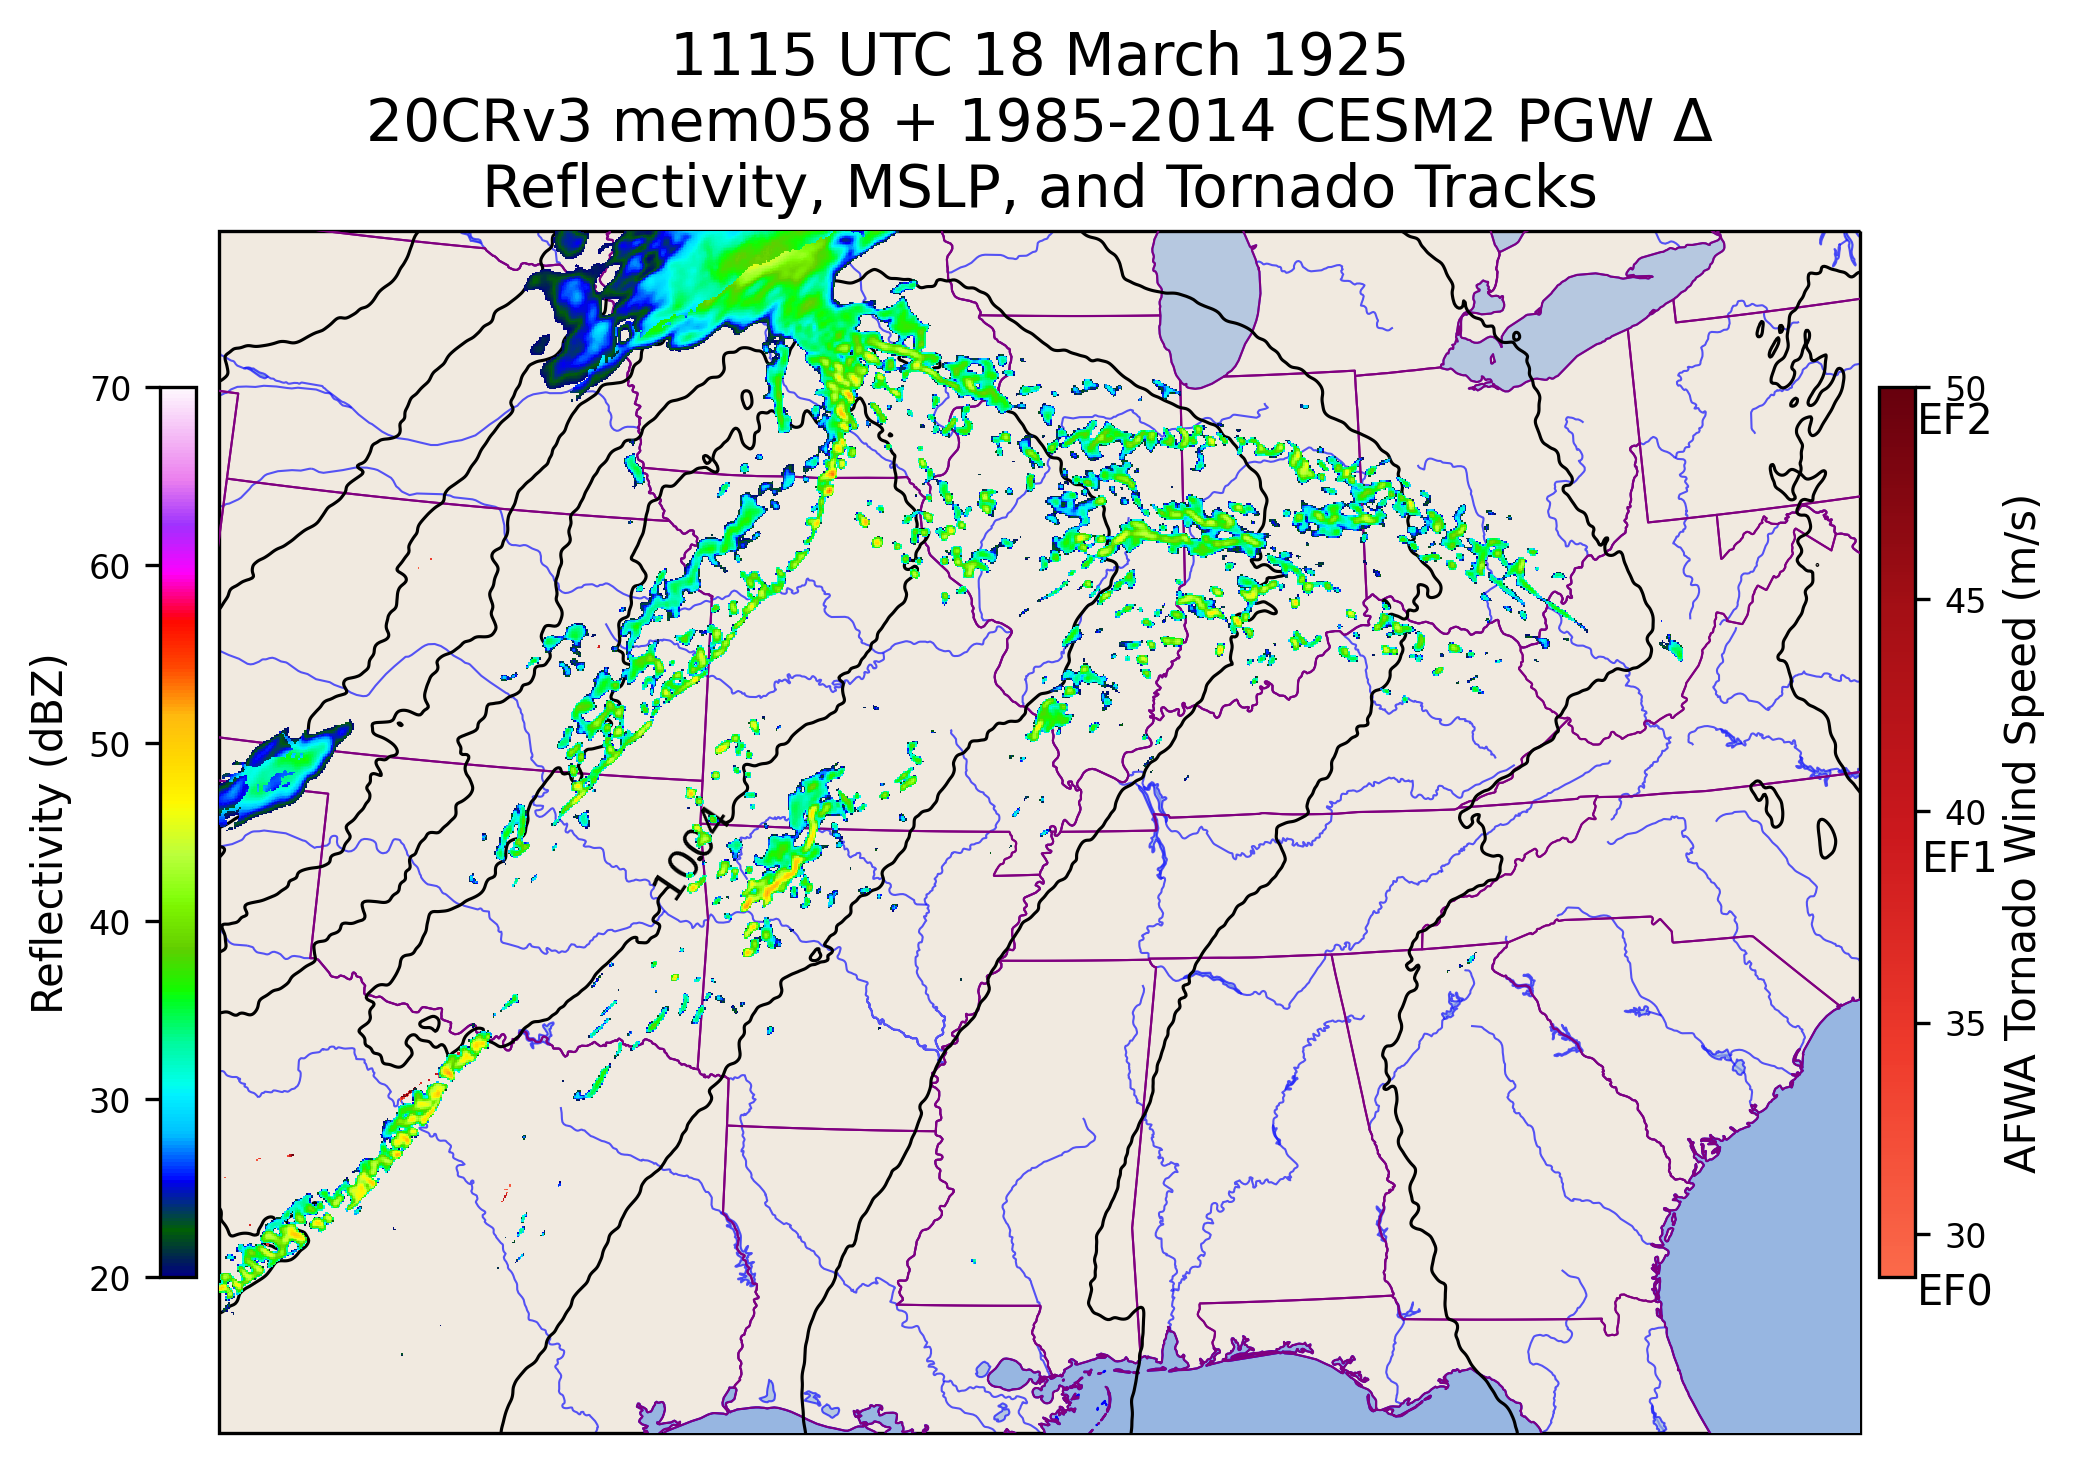 1115 UTC 18 March 1925
20CRv3 mem058 + 1985-2014 CESM2 PGW Δ
Reflectivity, MSLP, and Tornado Tracks
70
60
50
40
30
20
Reflectivity (dBZ)
1004
50
EF2
45
40
EF1
35
30
EF0
AFWA Tornado Wind Speed (m/s)